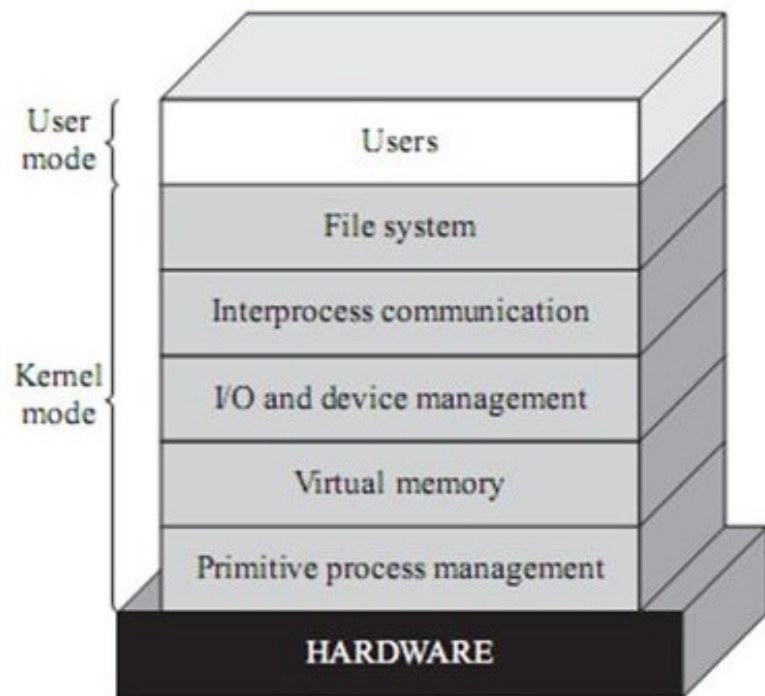 User
mode
Users
File system
Interprocess communication
Kernel
mode
I/O and device management
Virtual memory
Primitive process management
HARDWARE